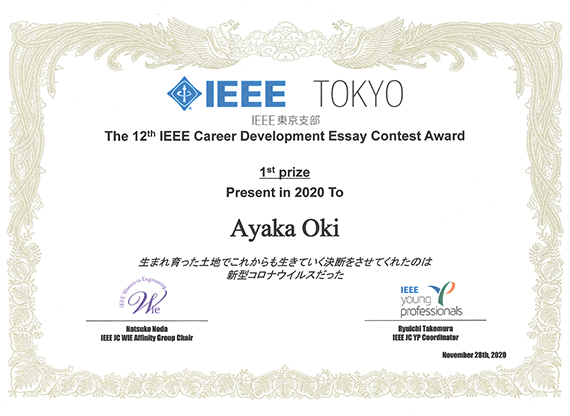 IEEE TOKYO
IEEE東京支部
The 12th IEEE Career Development Essay Contest Award
1st prize
Present in 2020 To
Ayaka Oki
生まれ育った土地でこれからも生きていく決断をさせてくれたのは
新型コロナウイルスだった
IEEE Women in Engineering
WIE
IEEE
young
professionals
Natsuko Noda
IEEE JC WIE Affinity Group Chair
Ryuichi Takemura
IEEE JC YP Coordinator
November 28th, 2020